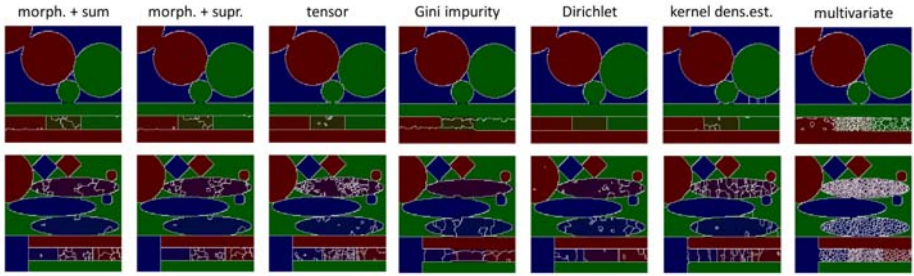 morph. + sum morph. + supr. tensor Gini impurity Dirichlet kernel dens.est. multivariate